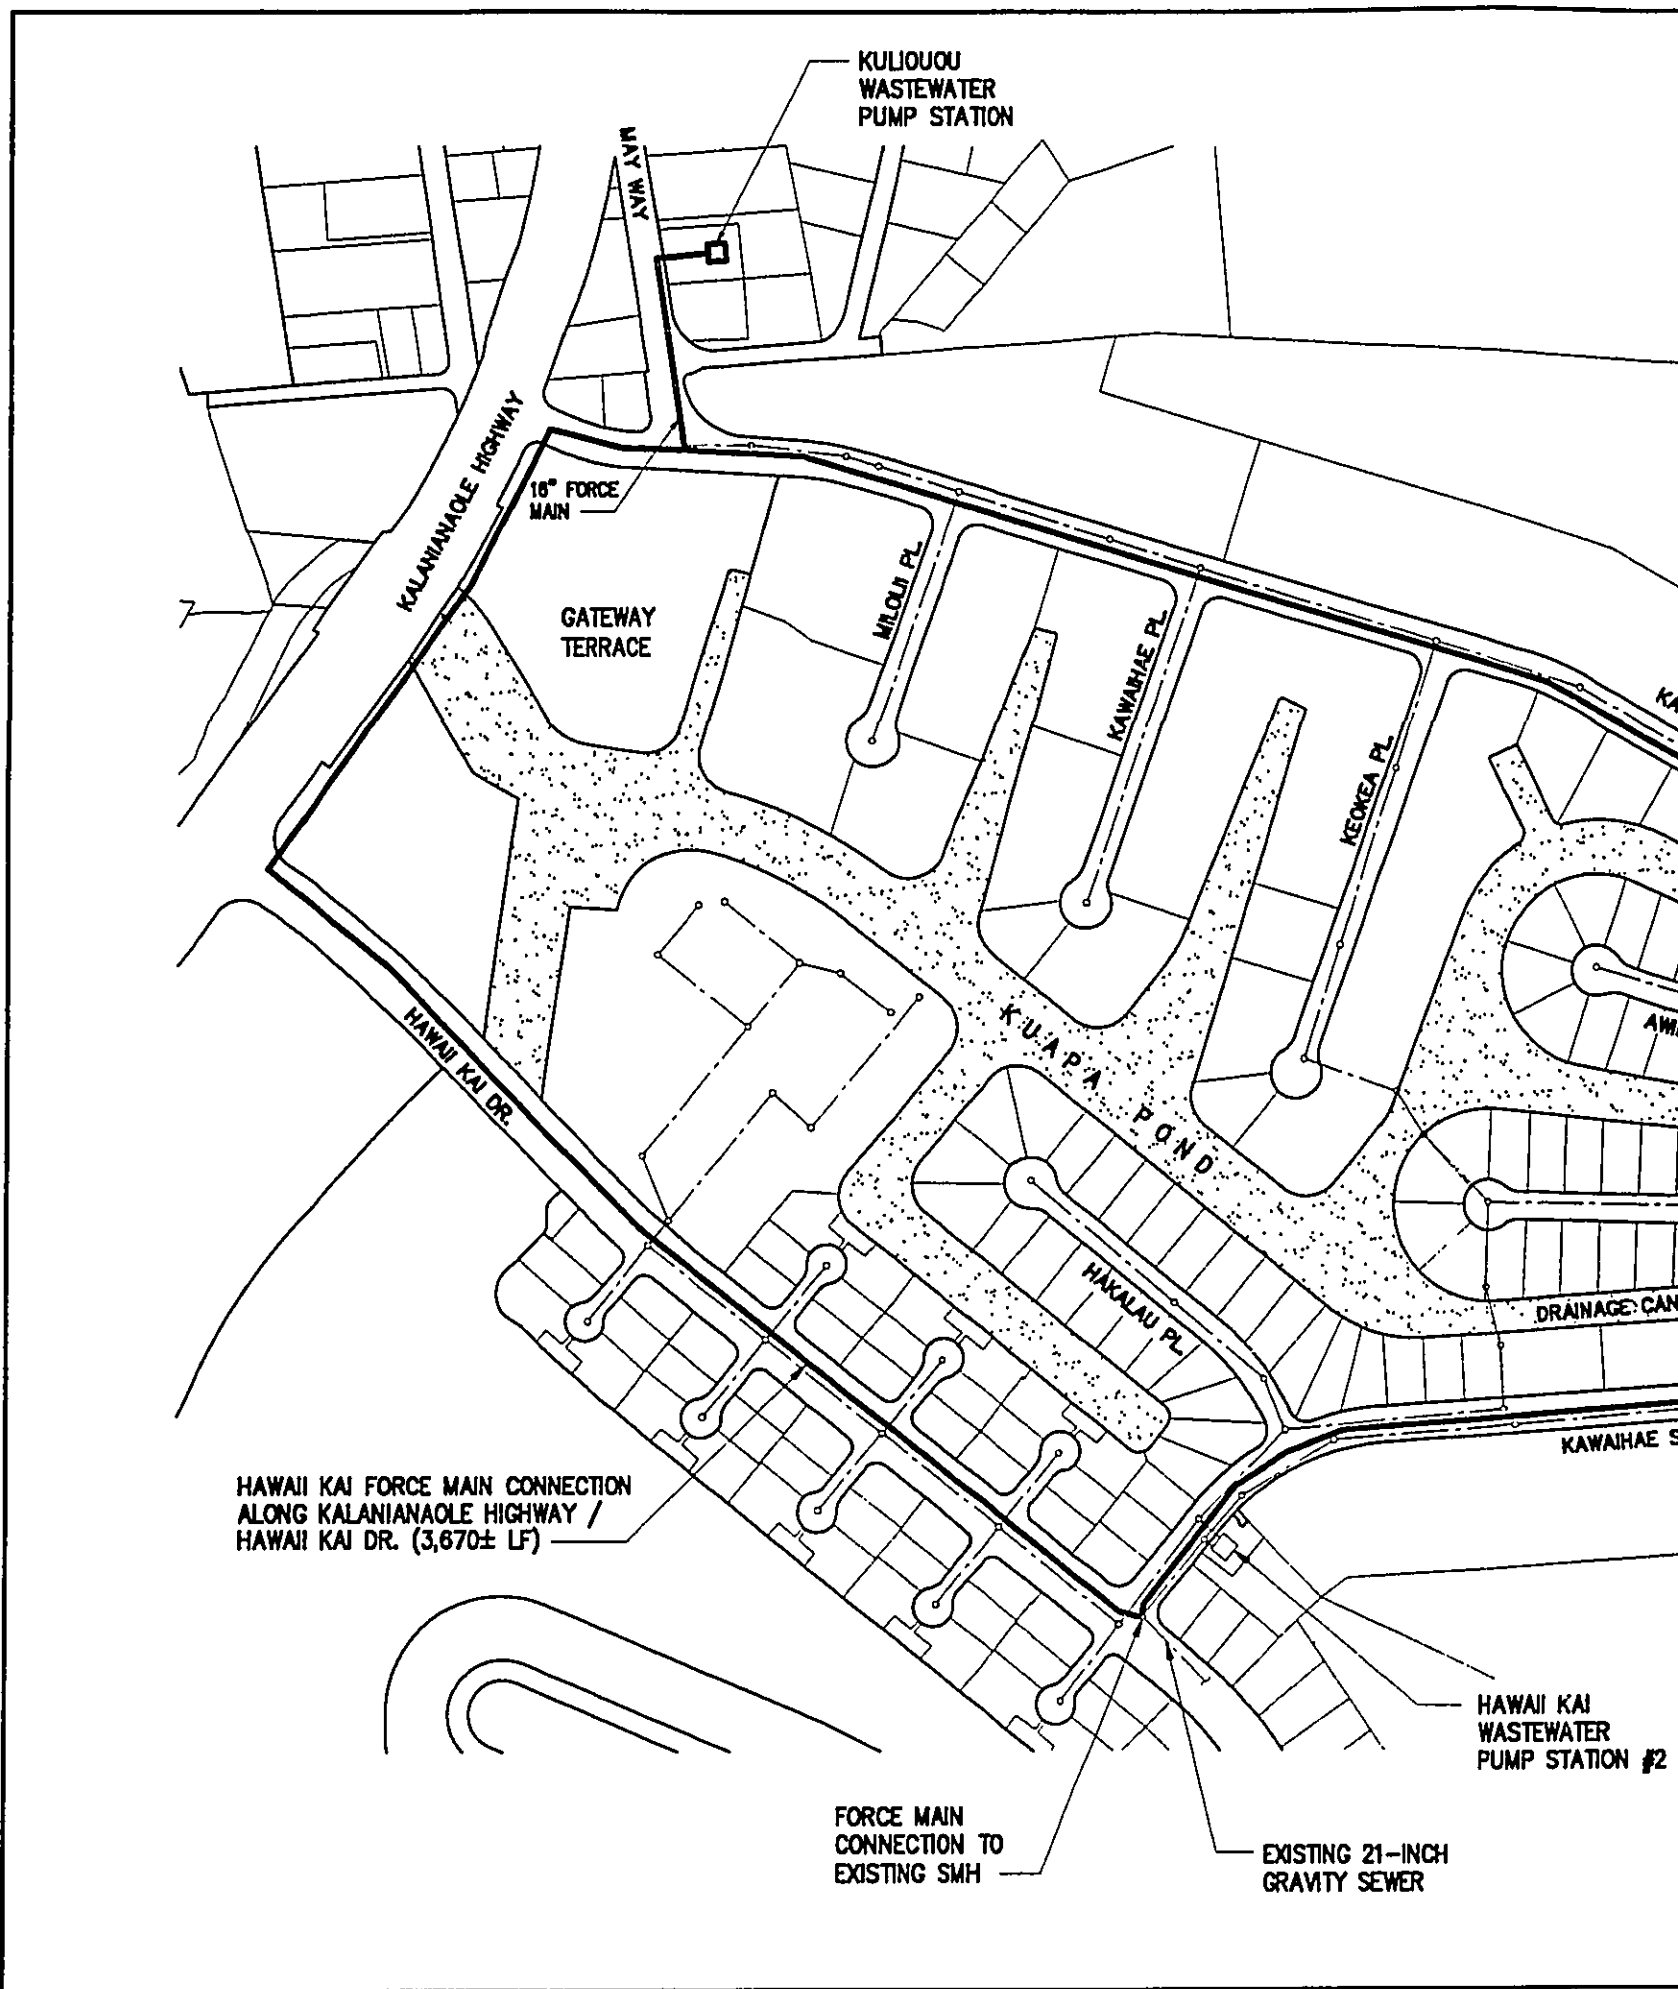 KULIOUOU
WASTEWATER
PUMP STATION
MAY WAY
KALANIANAOLE HIGHWAY
16" FORCE
MAIN
GATEWAY
TERRACE
MILOLII PL.
KAWAIHAE PL.
KEOKEA PL.
KA
AWI
KUAPA POND
HAWAII KAI DR.
HAKALAU PL.
DRAINAGE CAN
KAWAIHAE S
HAWAII KAI FORCE MAIN CONNECTION
ALONG KALANIANAOLE HIGHWAY /
HAWAII KAI DR. (3,670± LF)
HAWAII KAI
WASTEWATER
PUMP STATION #2
FORCE MAIN
CONNECTION TO
EXISTING SMH
EXISTING 21-INCH
GRAVITY SEWER